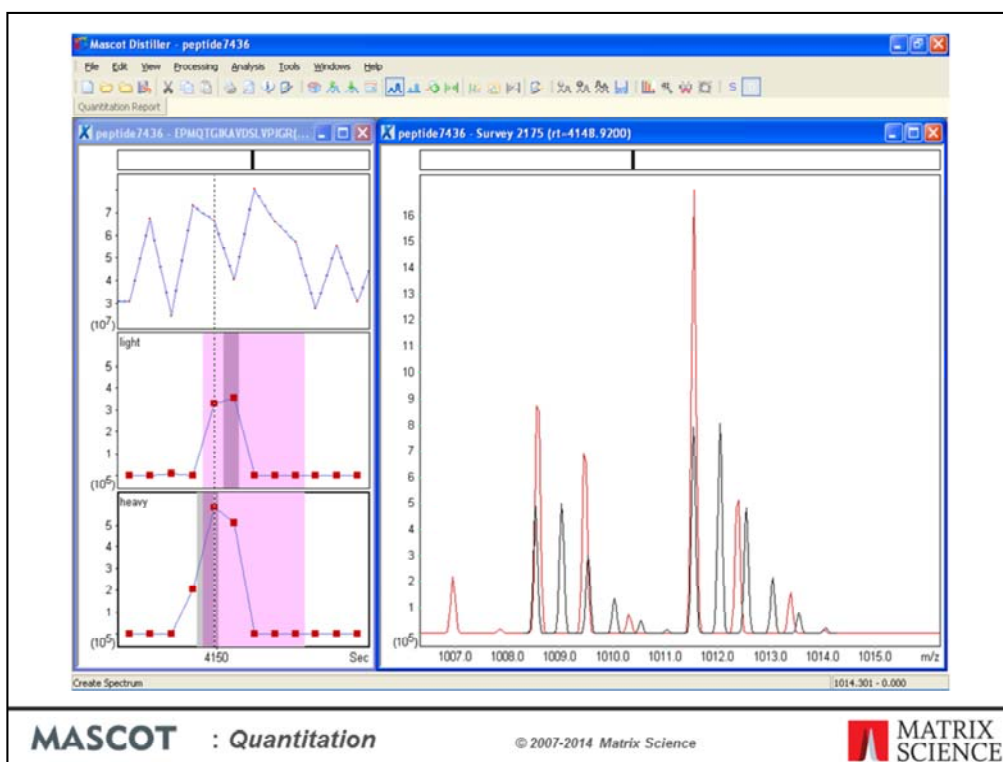 Mascot Distiller - peptide7436
File Edit View Processing Analysis Tools Windows Help
Quantitation Report
peptide7436 - EPMQTGIKAVDSLVPIGR(...
7
6
5
4
3
(10⁷)
light
5
4
3
2
1
(10⁵)
heavy
5
4
3
2
1
(10⁵)
4150 Sec
peptide7436 - Survey 2175 (rt=4148.9200)
16
15
14
13
12
11
10
9
8
7
6
5
4
3
2
1
(10⁵)
1007.0 1008.0 1009.0 1010.0 1011.0 1012.0 1013.0 1014.0 1015.0 m/z
Create Spectrum
1014.301 - 0.000
MASCOT : Quantitation © 2007-2014 Matrix Science
MATRIX
SCIENCE